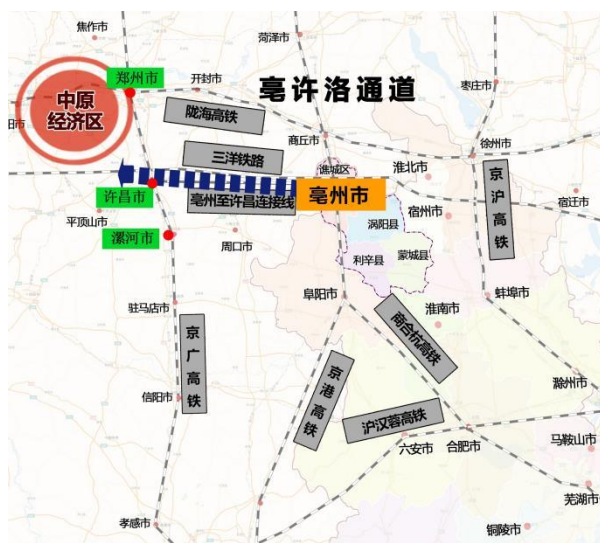 焦作市
菏泽市
郑州市
开封市
亳许洛通道
枣庄市
中原
经济区
阳市
陇海高铁
商丘市
徐州市
三洋铁路
谯城区
淮北市
京沪高铁
许昌市
亳州至许昌连接线
亳州市
宿州市
宿迁市
平顶山市
漯河市
周口市
涡阳县
利辛县
蒙城县
阜阳市
淮南市
蚌埠市
驻马店市
商合杭高铁
京广高铁
京港高铁
滁州市
信阳市
沪汉蓉高铁
六安市
合肥市
马鞍山市
芜湖市
孝感市
铜陵市